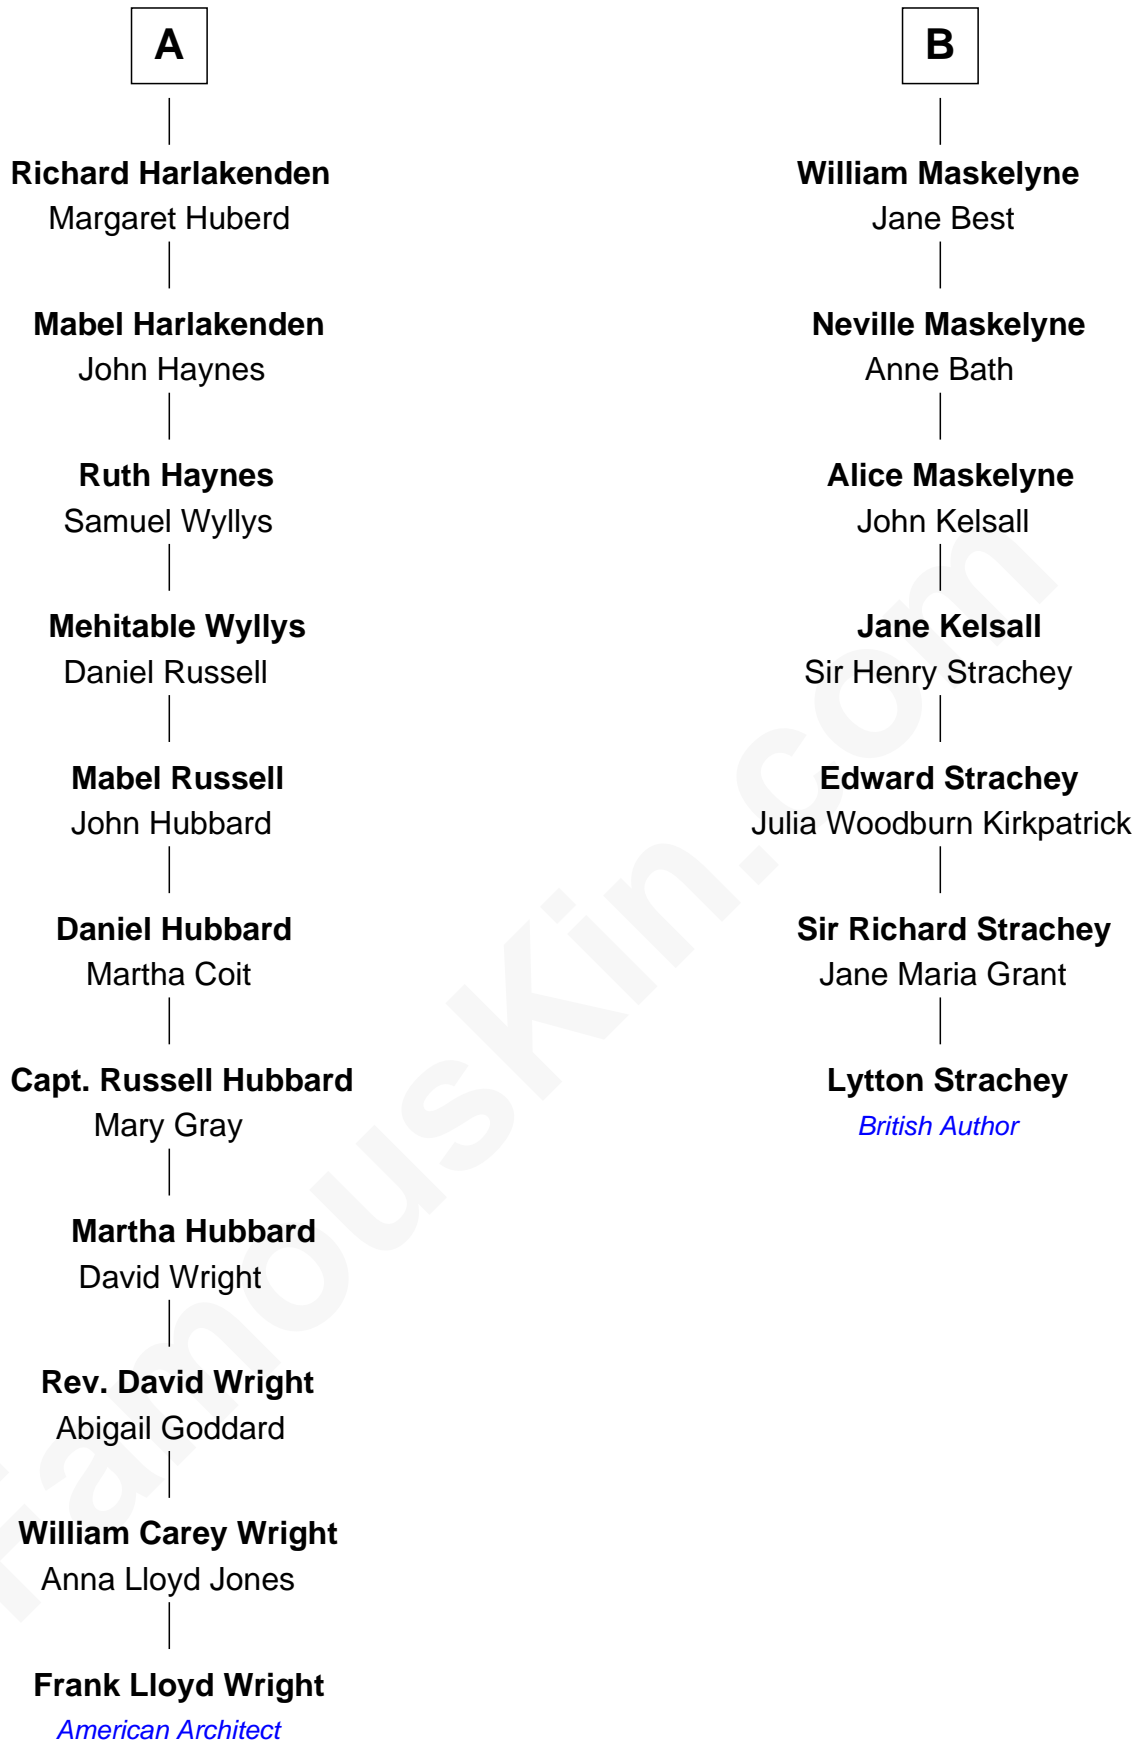 A
Richard Harlakenden
Margaret Huberd
Mabel Harlakenden
John Haynes
Ruth Haynes
Samuel Wyllys
Mehitable Wyllys
Daniel Russell
Mabel Russell
John Hubbard
Daniel Hubbard
Martha Coit
Capt. Russell Hubbard
Mary Gray
Martha Hubbard
David Wright
Rev. David Wright
Abigail Goddard
William Carey Wright
Anna Lloyd Jones
Frank Lloyd Wright
American Architect
B
William Maskelyne
Jane Best
Neville Maskelyne
Anne Bath
Alice Maskelyne
John Kelsall
Jane Kelsall
Sir Henry Strachey
Edward Strachey
Julia Woodburn Kirkpatrick
Sir Richard Strachey
Jane Maria Grant
Lytton Strachey
British Author
FamousKin.com